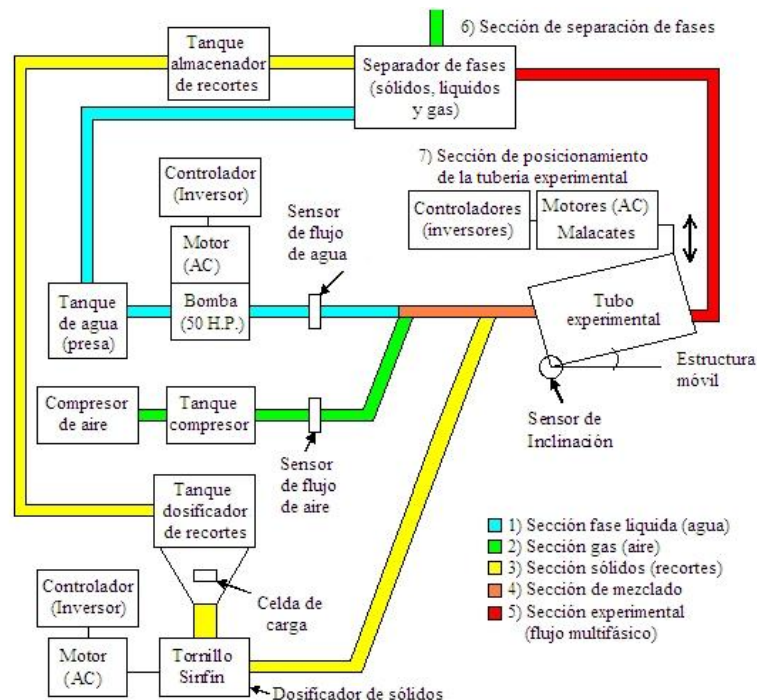 6) Sección de separación de fases
Tanque
almacenador
de recortes
Separador de fases
(sólidos, liquidos
y gas)
7) Sección de posicionamiento
de la tubería experimental
Controlador
(Inversor)
Sensor
de flujo
de agua
Controladores
(inversores)
Motores (AC)
Malacates
Motor
(AC)
Tanque
de agua
(presa)
Bomba
(50 H.P.)
Tubo
experimental
Estructura
móvil
Compresor
de aire
Tanque
compresor
Sensor de
Inclinación
Sensor
de flujo
de aire
Tanque
dosificador
de recortes
1) Sección fase liquida (agua)
2) Sección gas (aire)
3) Sección sólidos (recortes)
4) Sección de mezclado
5) Sección experimental
(flujo multifásico)
Controlador
(Inversor)
Celda de
carga
Motor
(AC)
Tornillo
Sinfín
Dosificador de sólidos